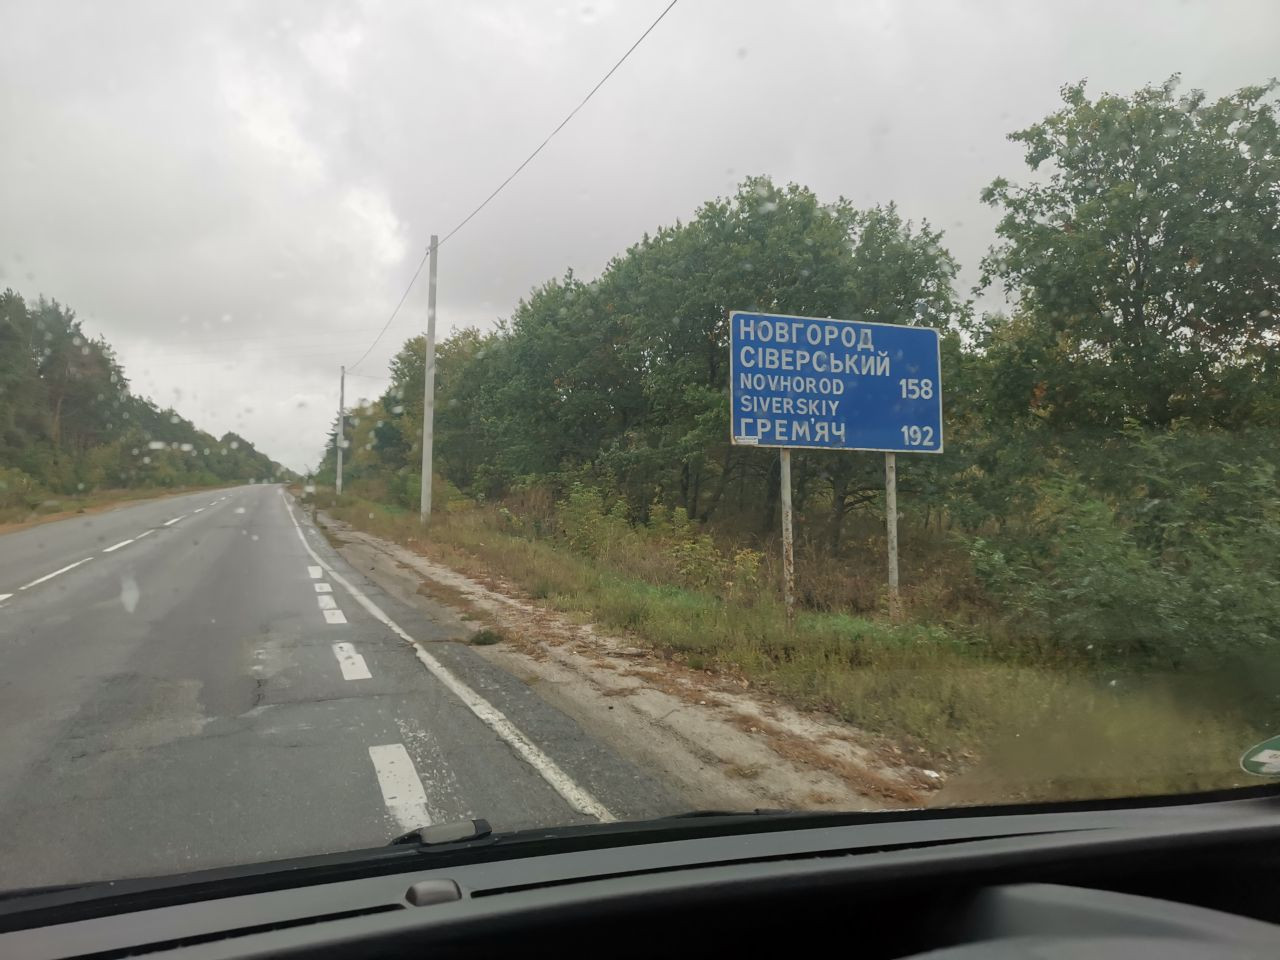 НОВГОРОД
СІВЕРСЬКИЙ
NOVHOROD 158
SIVERSKIY
ГРЕМ'ЯЧ 192